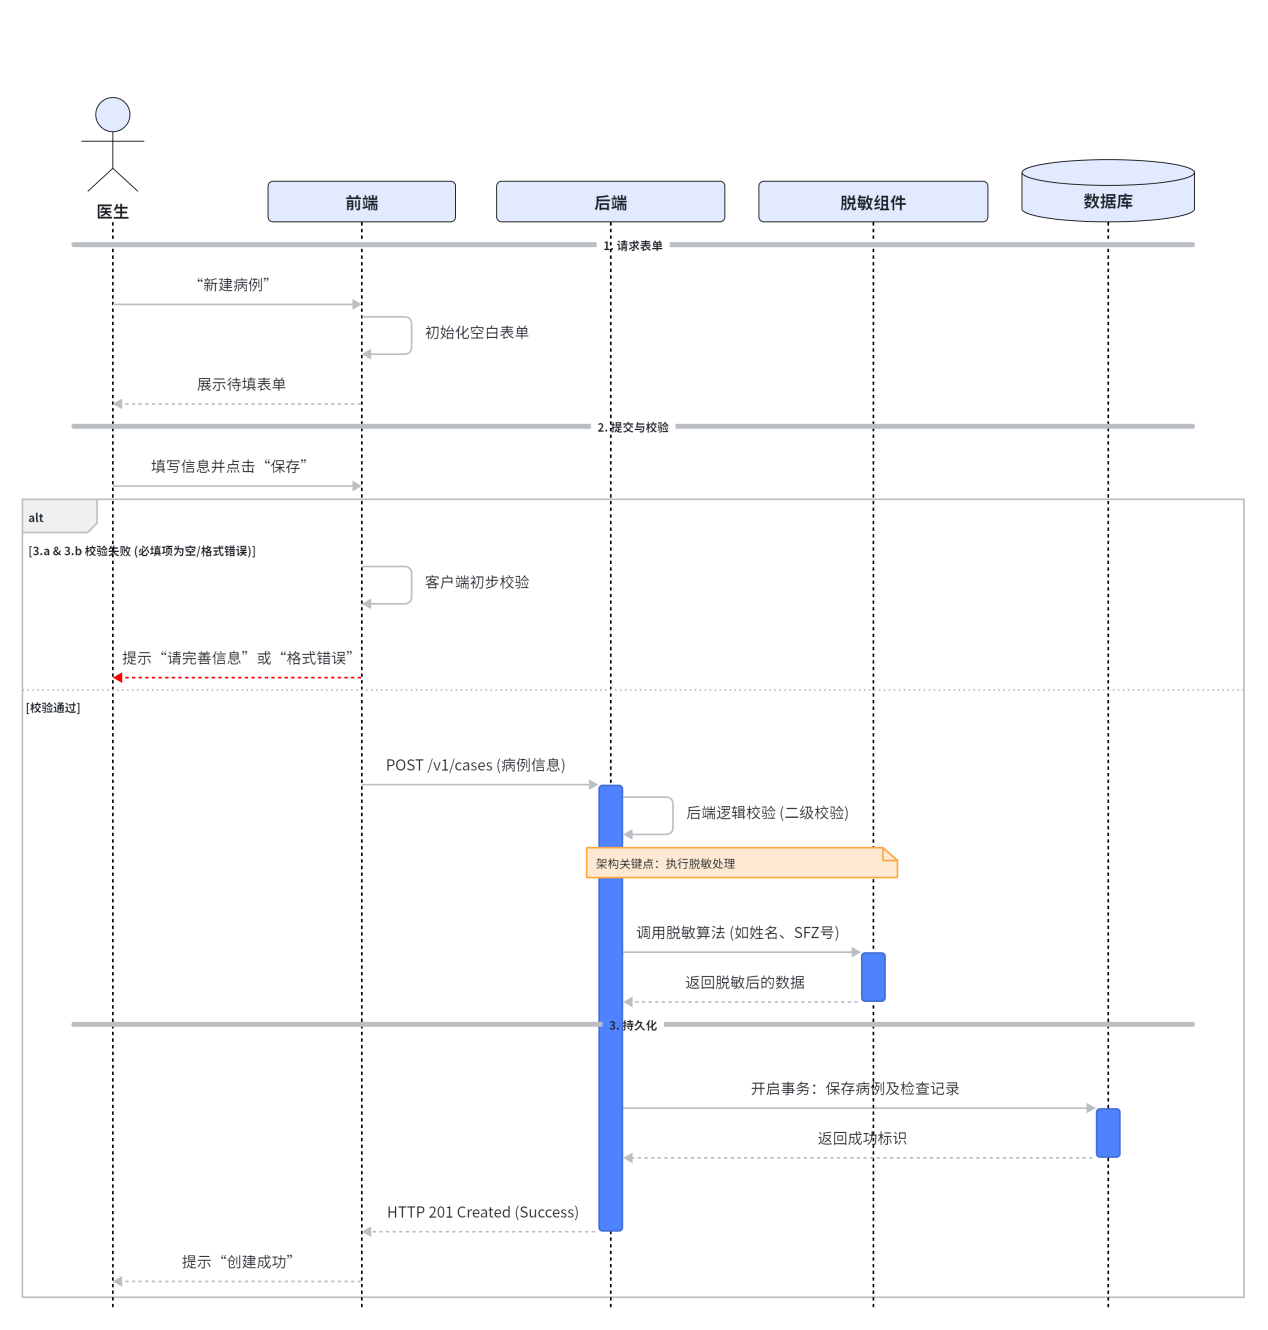 医生
前端
后端
脱敏组件
数据库
1. 请求表单
“新建病例”
初始化空白表单
展示待填表单
2. 提交与校验
填写信息并点击“保存”
alt
[3.a & 3.b 校验失败 (必填项为空/格式错误)]
客户端初步校验
提示“请完善信息”或“格式错误”
[校验通过]
POST /v1/cases (病例信息)
后端逻辑校验 (二级校验)
架构关键点：执行脱敏处理
调用脱敏算法 (如姓名、SFZ号)
返回脱敏后的数据
3. 持久化
开启事务：保存病例及检查记录
返回成功标识
HTTP 201 Created (Success)
提示“创建成功”